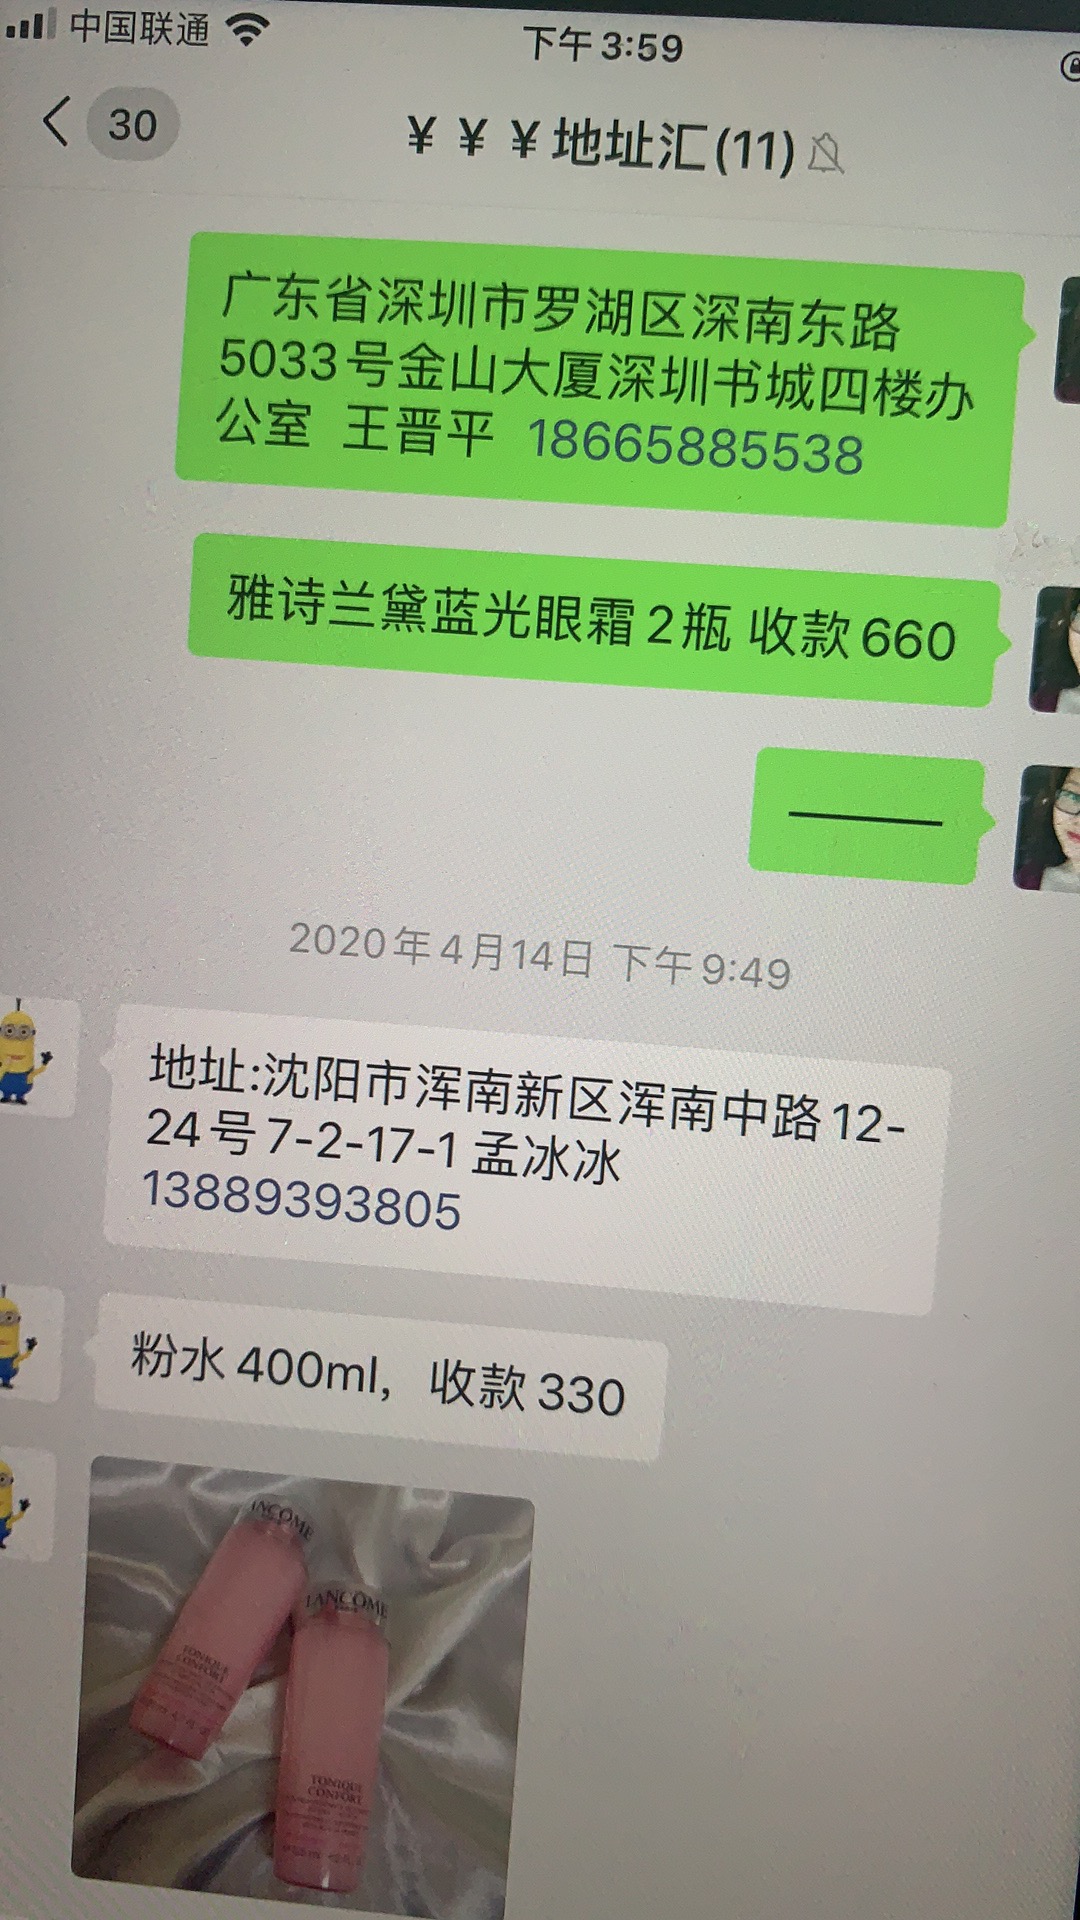 中国联通
下午3:59
30
￥￥￥地址汇(11)
广东省深圳市罗湖区深南东路
5033号金山大厦深圳书城四楼办
公室 王晋平 18665885538
雅诗兰黛蓝光眼霜2瓶 收款660
———
2020年4月14日 下午9:49
地址:沈阳市浑南新区浑南中路12-
24号7-2-17-1 孟冰冰
13889393805
粉水400ml，收款330
LANCÔME
TONIQUE
CONFORT
LANCÔME
TONIQUE
CONFORT